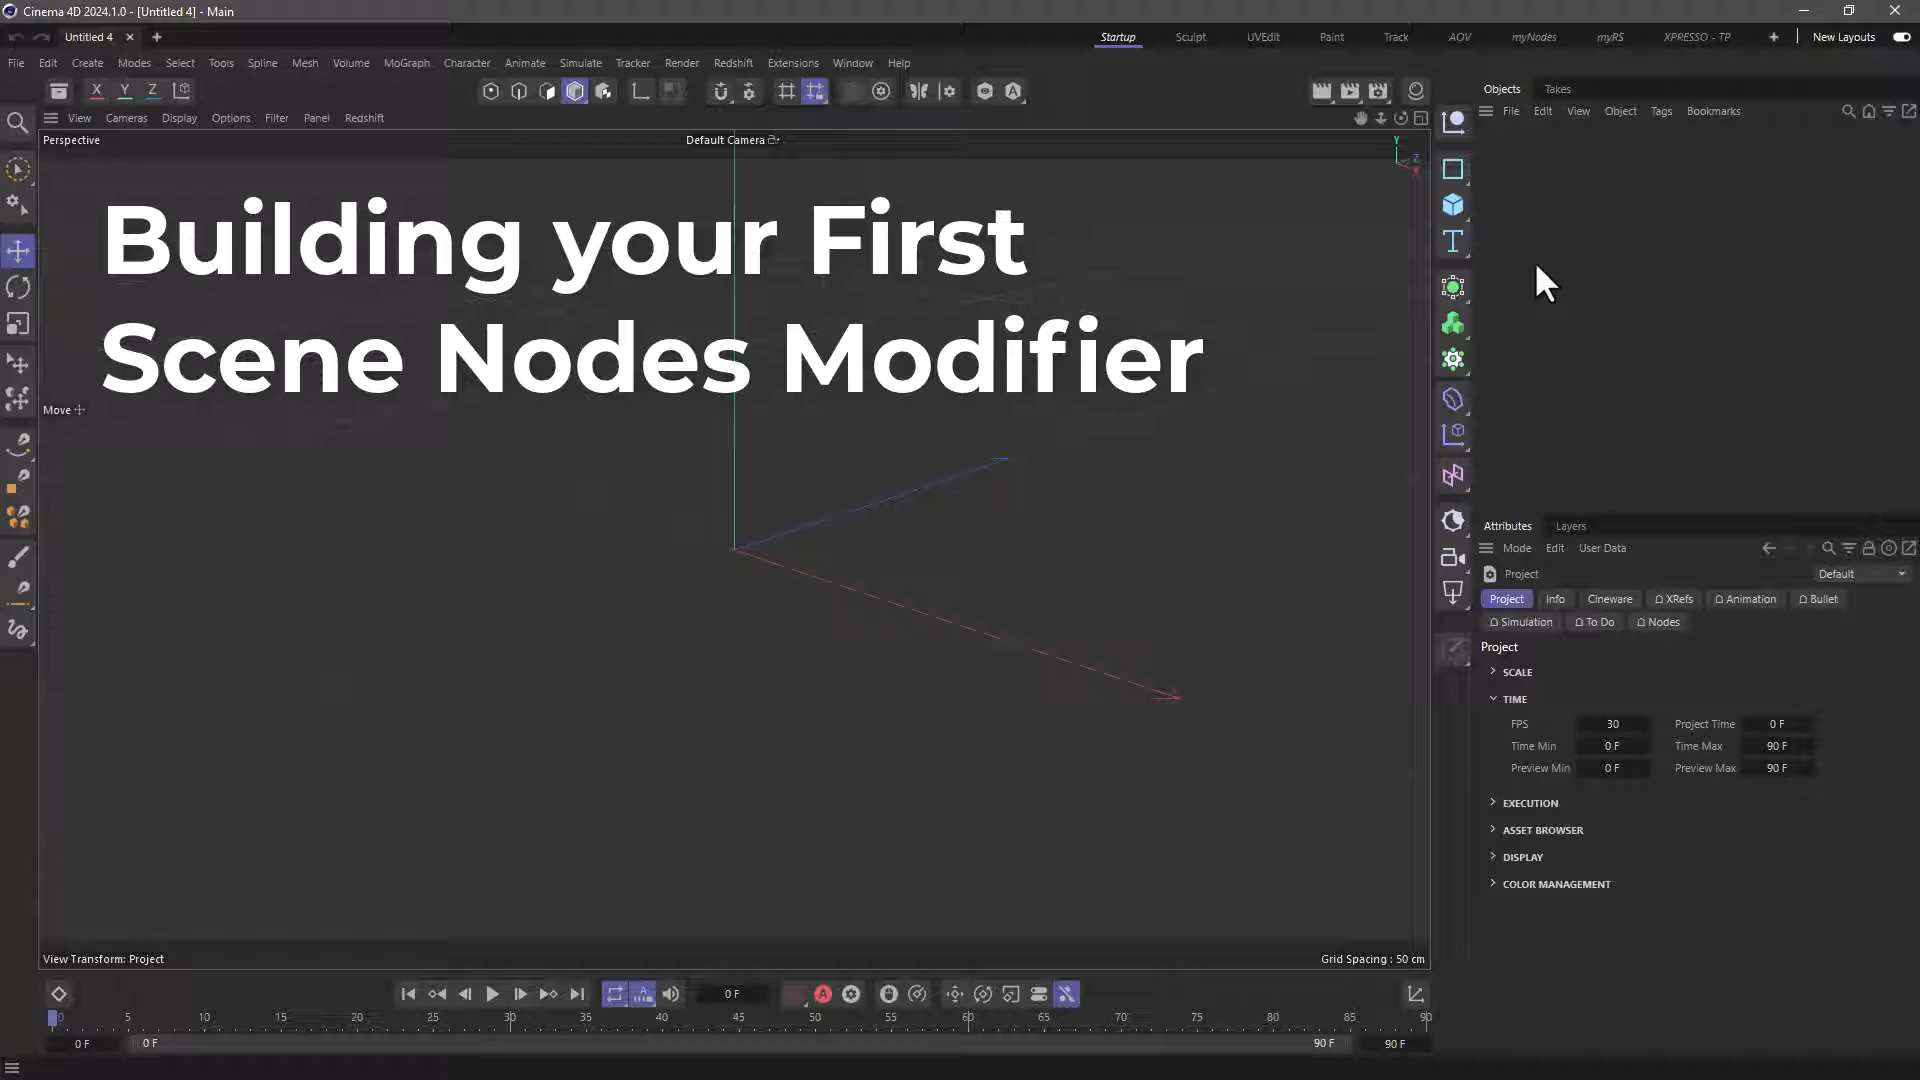 Cinema 4D 2024.1.0 - [Untitled 4] - Main
Untitled 4
Startup Sculpt UVEdit Paint Track AOV myNodes myRS XPRESSO - TP New Layouts
File Edit Create Modes Select Tools Spline Mesh Volume MoGraph Character Animate Simulate Tracker Render Redshift Extensions Window Help
X Y Z
Objects Takes
File Edit View Object Tags Bookmarks
View Cameras Display Options Filter Panel Redshift
Perspective
Default Camera
Y
Z
X
Building your First
Scene Nodes Modifier
Move
Attributes Layers
Mode Edit User Data
Project
Default
Project Info Cineware XRefs Animation Bullet
Simulation To Do Nodes
Project
SCALE
TIME
FPS 30 Project Time 0 F
Time Min 0 F Time Max 90 F
Preview Min 0 F Preview Max 90 F
EXECUTION
ASSET BROWSER
DISPLAY
COLOR MANAGEMENT
View Transform: Project
Grid Spacing : 50 cm
0 F
0 5 10 15 20 25 30 35 40 45 50 55 60 65 70 75 80 85 90
0 F 0 F 90 F 90 F